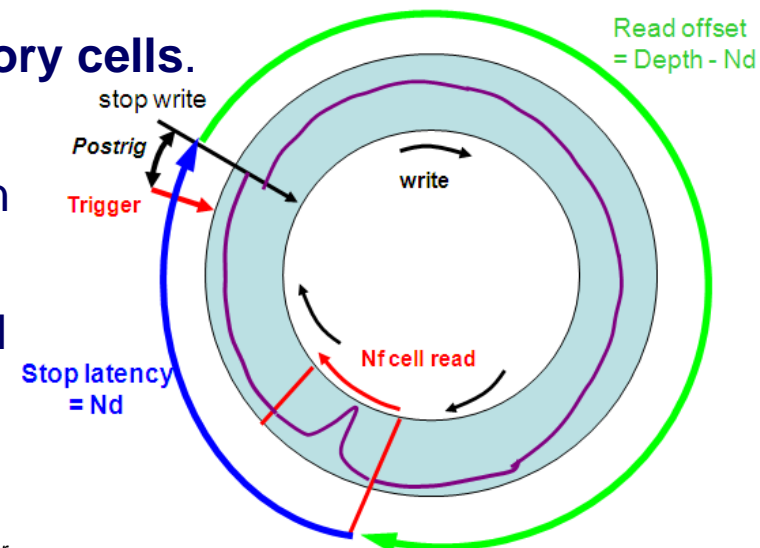 ory cells.
Read offset
= Depth - Nd
stop write
Postrig
Trigger
write
Nf cell read
Stop latency
= Nd